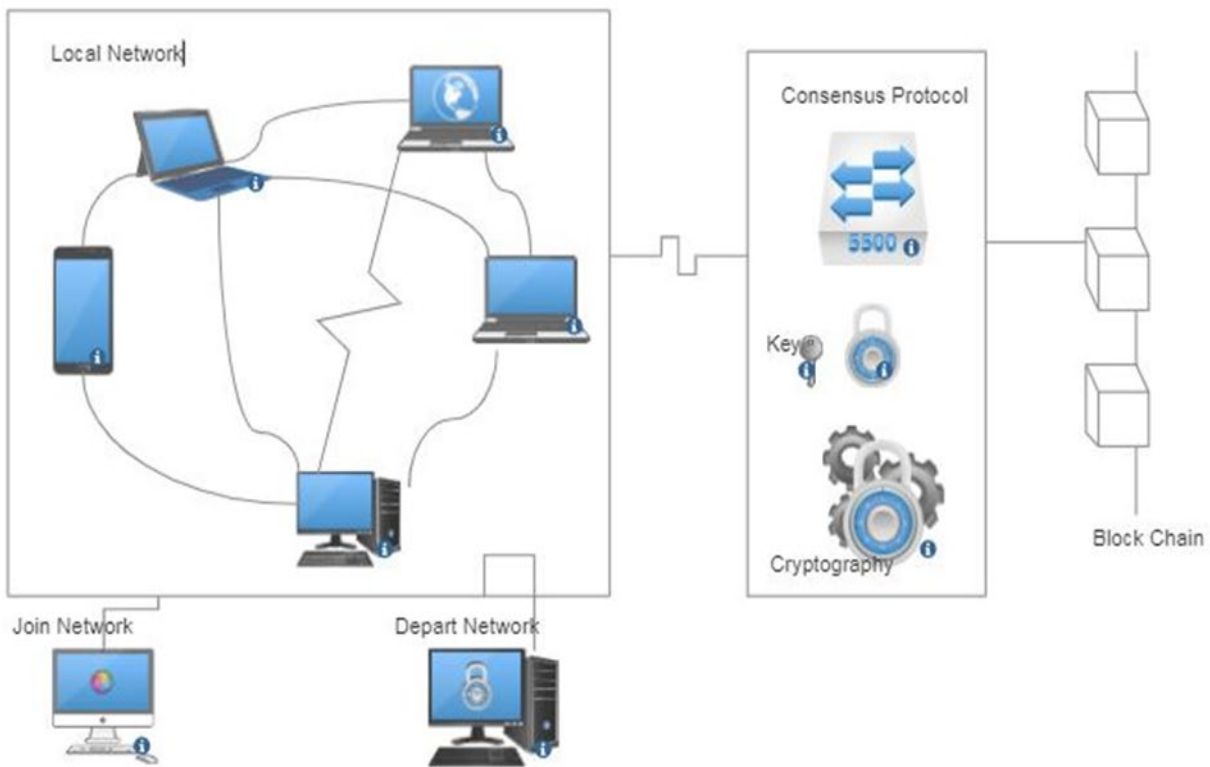 Local Network
Consensus Protocol
5500
Key
Cryptography
Block Chain
Join Network
Depart Network